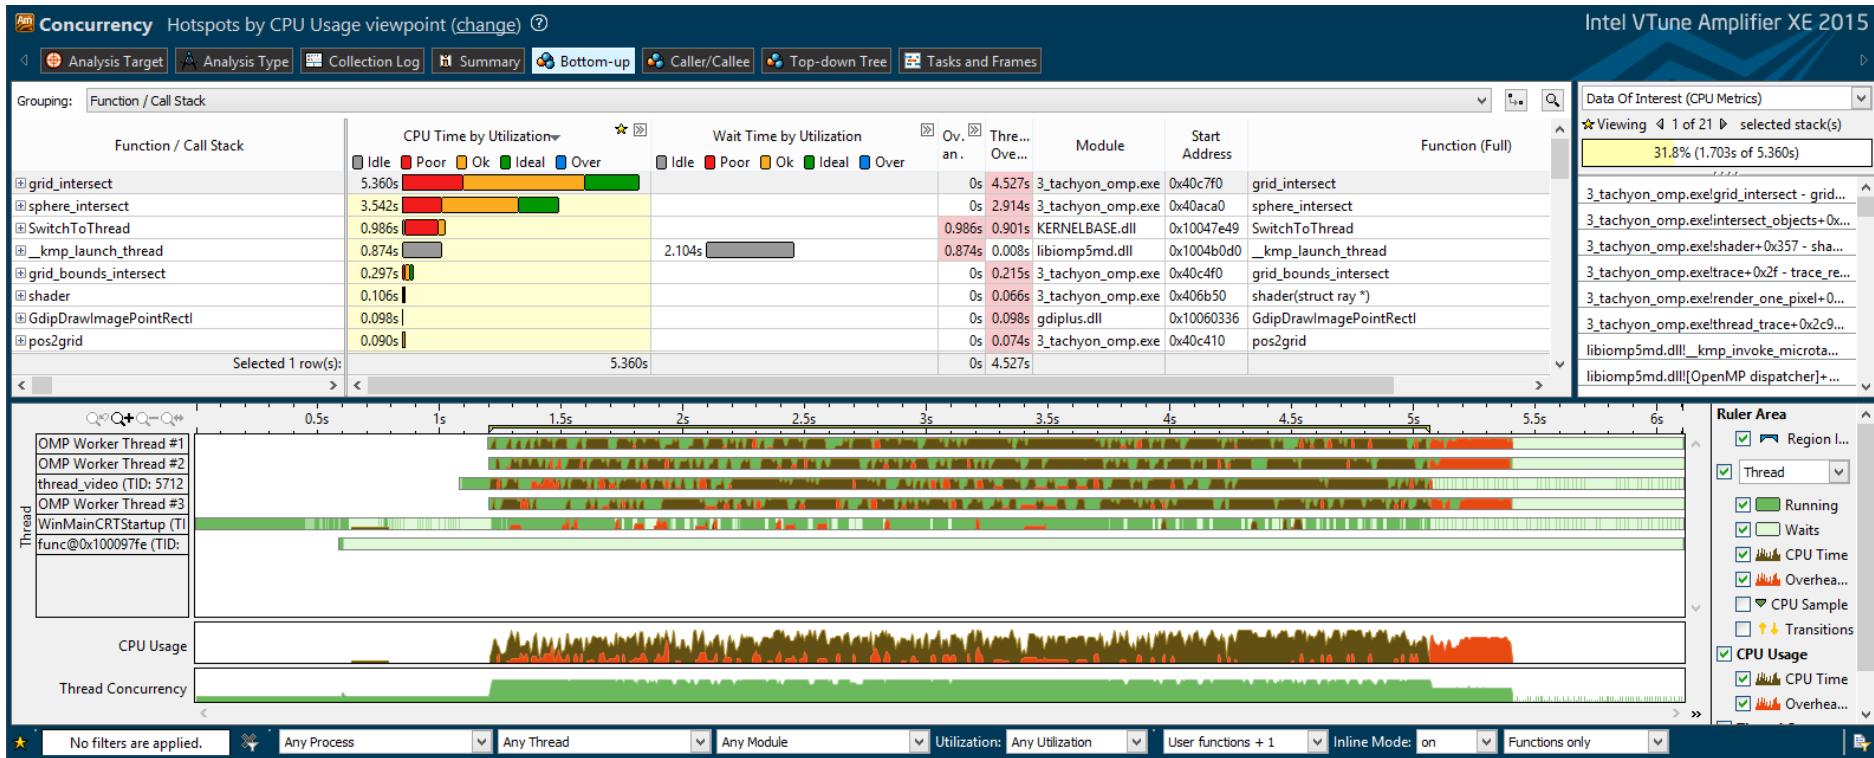 Concurrency Hotspots by CPU Usage viewpoint (change) ?
Intel VTune Amplifier XE 2015
Analysis Target Analysis Type Collection Log Summary Bottom-up Caller/Callee Top-down Tree Tasks and Frames
Grouping: Function / Call Stack
Function / Call Stack
CPU Time by Utilization
Idle Poor Ok Ideal Over
Wait Time by Utilization
Idle Poor Ok Ideal Over
Ov... an.
Thre... Ove...
Module
Start Address
Function (Full)
grid_intersect 5.360s 0s 4.527s 3_tachyon_omp.exe 0x40c7f0 grid_intersect
sphere_intersect 3.542s 0s 2.914s 3_tachyon_omp.exe 0x40aca0 sphere_intersect
SwitchToThread 0.986s 0.986s 0.901s KERNELBASE.dll 0x10047e49 SwitchToThread
__kmp_launch_thread 0.874s 2.104s 0.874s 0.008s libiomp5md.dll 0x1004b0d0 __kmp_launch_thread
grid_bounds_intersect 0.297s 0s 0.215s 3_tachyon_omp.exe 0x40c4f0 grid_bounds_intersect
shader 0.106s 0s 0.066s 3_tachyon_omp.exe 0x406b50 shader(struct ray *)
GdipDrawImagePointRectI 0.098s 0s 0.098s gdiplus.dll 0x10060336 GdipDrawImagePointRectI
pos2grid 0.090s 0s 0.074s 3_tachyon_omp.exe 0x40c410 pos2grid
Selected 1 row(s): 5.360s 0s 4.527s
Data Of Interest (CPU Metrics)
Viewing 1 of 21 selected stack(s)
31.8% (1.703s of 5.360s)
3_tachyon_omp.exe!grid_intersect - grid...
3_tachyon_omp.exe!intersect_objects+0x...
3_tachyon_omp.exe!shader+0x357 - sha...
3_tachyon_omp.exe!trace+0x2f - trace_re...
3_tachyon_omp.exe!render_one_pixel+0...
3_tachyon_omp.exe!thread_trace+0x2c9...
libiomp5md.dll!__kmp_invoke_microta...
libiomp5md.dll![OpenMP dispatcher]+...
0.5s 1s 1.5s 2s 2.5s 3s 3.5s 4s 4.5s 5s 5.5s 6s
Thread
OMP Worker Thread #1
OMP Worker Thread #2
thread_video (TID: 5712
OMP Worker Thread #3
WinMainCRTStartup (TI
func@0x100097fe (TID:
CPU Usage
Thread Concurrency
Ruler Area
Region I...
Thread
Running
Waits
CPU Time
Overhea...
CPU Sample
Transitions
CPU Usage
CPU Time
Overhea...
No filters are applied. Any Process Any Thread Any Module Utilization: Any Utilization User functions + 1 Inline Mode: on Functions only